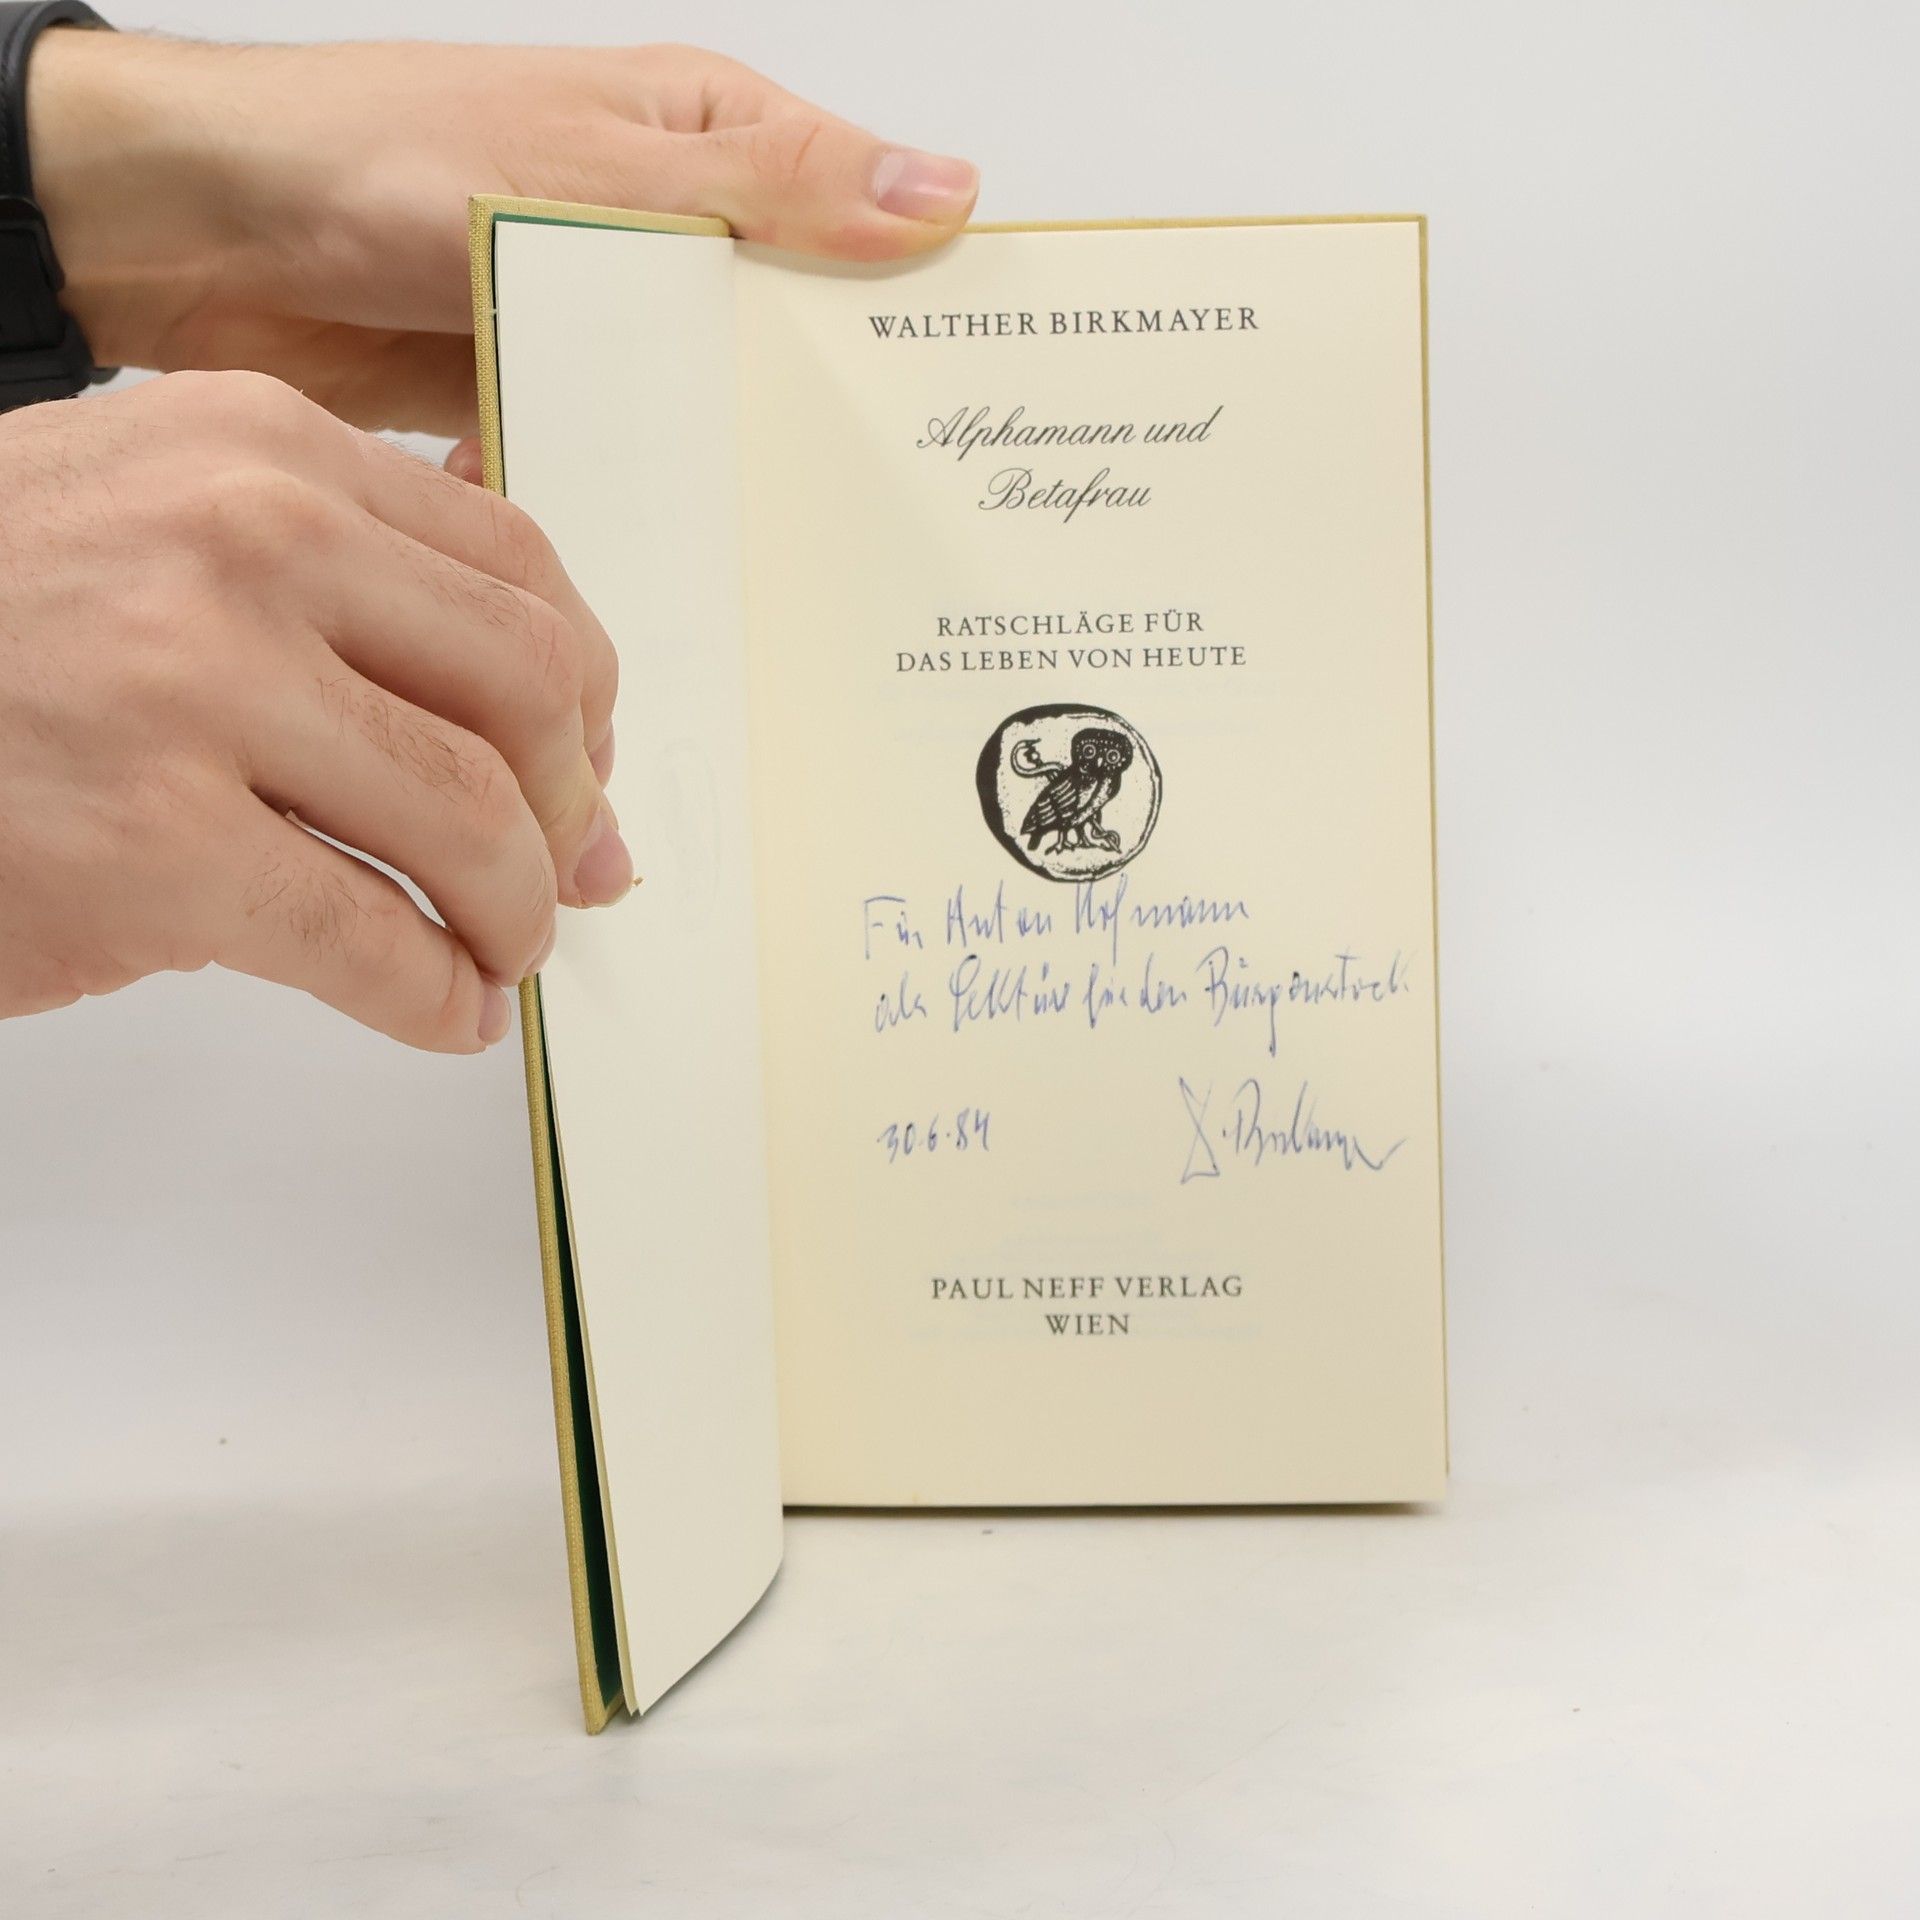 WALTHER BIRKMAYER
Alphamann und
Betafrau
RATSCHLÄGE FÜR
DAS LEBEN VON HEUTE
Für Anton Hofmann
als Lektüre für den Bürgenstock
30.6.84 W. Birkmayer
PAUL NEFF VERLAG
WIEN